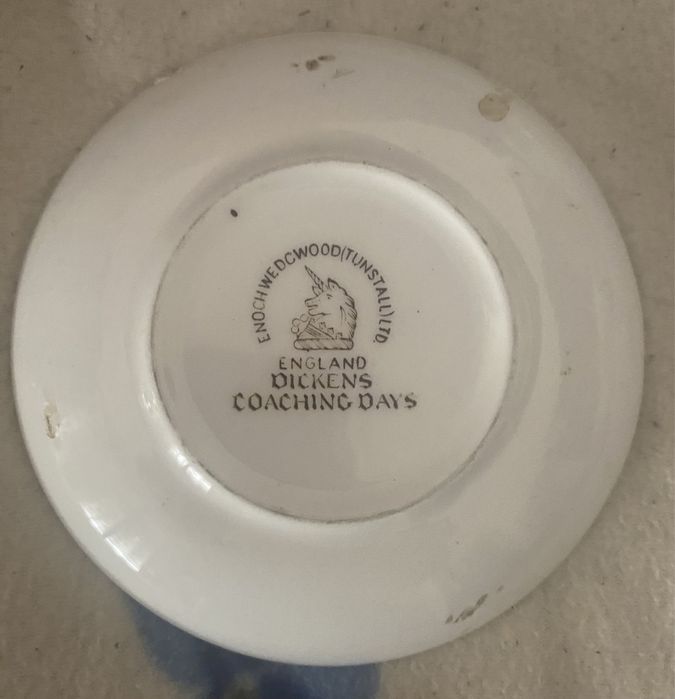 ENOCH WEDGWOOD (TUNSTALL) LTD.
ENGLAND
DICKENS
COACHING DAYS